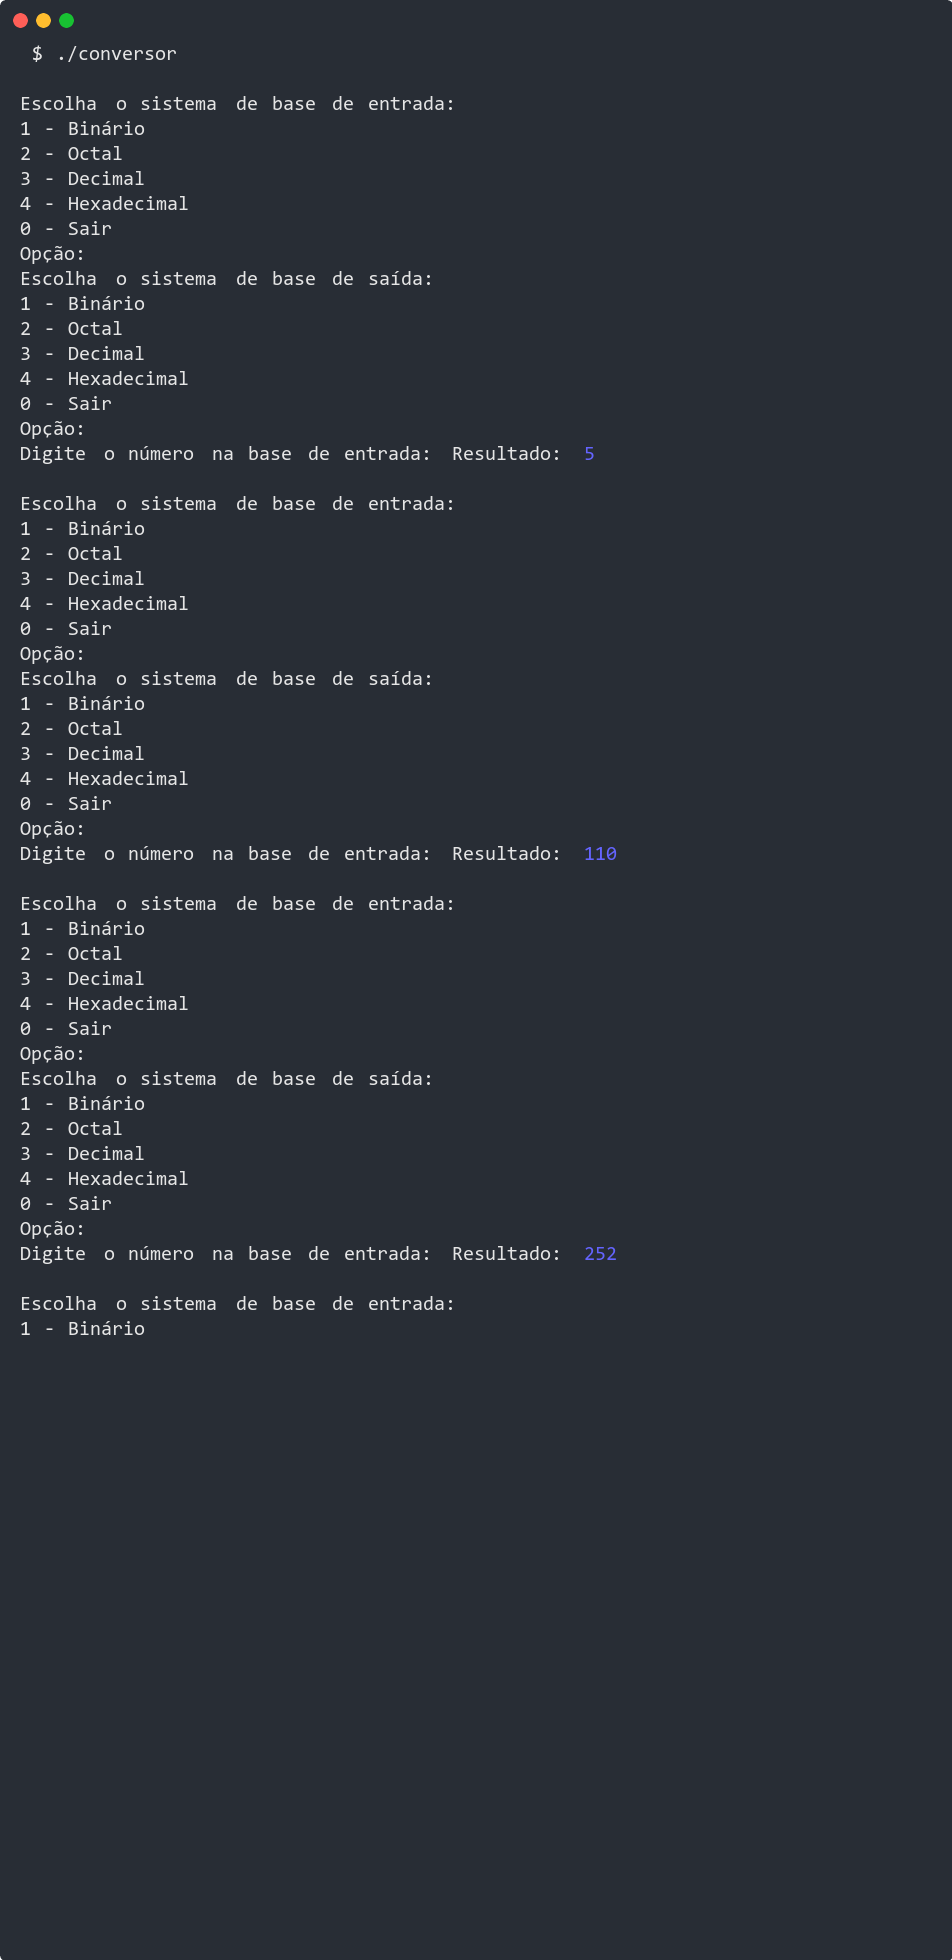 $ ./conversor
Escolha o sistema de base de entrada:
1 - Binário
2 - Octal
3 - Decimal
4 - Hexadecimal
0 - Sair
Opção:
Escolha o sistema de base de saída:
1 - Binário
2 - Octal
3 - Decimal
4 - Hexadecimal
0 - Sair
Opção:
Digite o número na base de entrada: Resultado: 5
Escolha o sistema de base de entrada:
1 - Binário
2 - Octal
3 - Decimal
4 - Hexadecimal
0 - Sair
Opção:
Escolha o sistema de base de saída:
1 - Binário
2 - Octal
3 - Decimal
4 - Hexadecimal
0 - Sair
Opção:
Digite o número na base de entrada: Resultado: 110
Escolha o sistema de base de entrada:
1 - Binário
2 - Octal
3 - Decimal
4 - Hexadecimal
0 - Sair
Opção:
Escolha o sistema de base de saída:
1 - Binário
2 - Octal
3 - Decimal
4 - Hexadecimal
0 - Sair
Opção:
Digite o número na base de entrada: Resultado: 252
Escolha o sistema de base de entrada:
1 - Binário